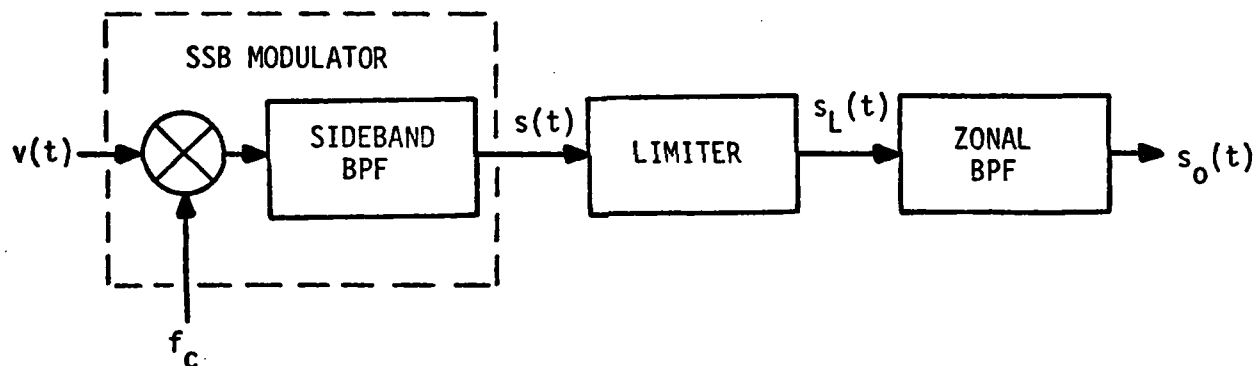 SSB MODULATOR
v(t)
SIDEBAND
BPF
s(t)
LIMITER
s_L(t)
ZONAL
BPF
s_o(t)
f_c